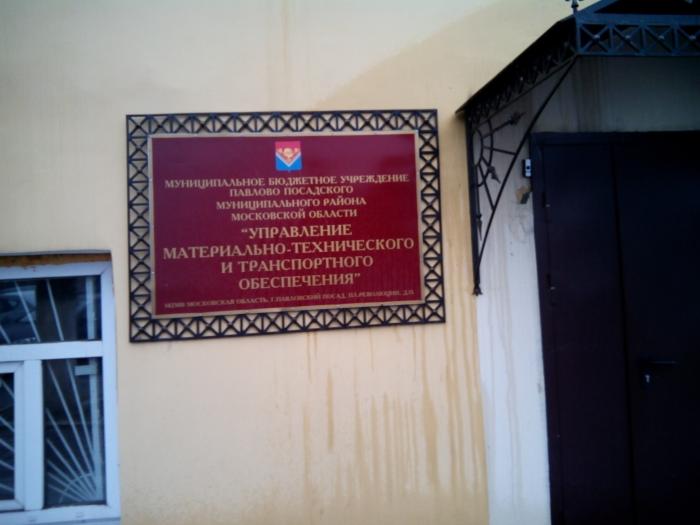 МУНИЦИПАЛЬНОЕ БЮДЖЕТНОЕ УЧРЕЖДЕНИЕ
ПАВЛОВО ПОСАДСКОГО
МУНИЦИПАЛЬНОГО РАЙОНА
МОСКОВСКОЙ ОБЛАСТИ
"УПРАВЛЕНИЕ
МАТЕРИАЛЬНО-ТЕХНИЧЕСКОГО
И ТРАНСПОРТНОГО
ОБЕСПЕЧЕНИЯ"
МОСКОВСКАЯ ОБЛАСТЬ, Г.ПАВЛОВСКИЙ ПОСАД, ПЛ.РЕВОЛЮЦИИ,